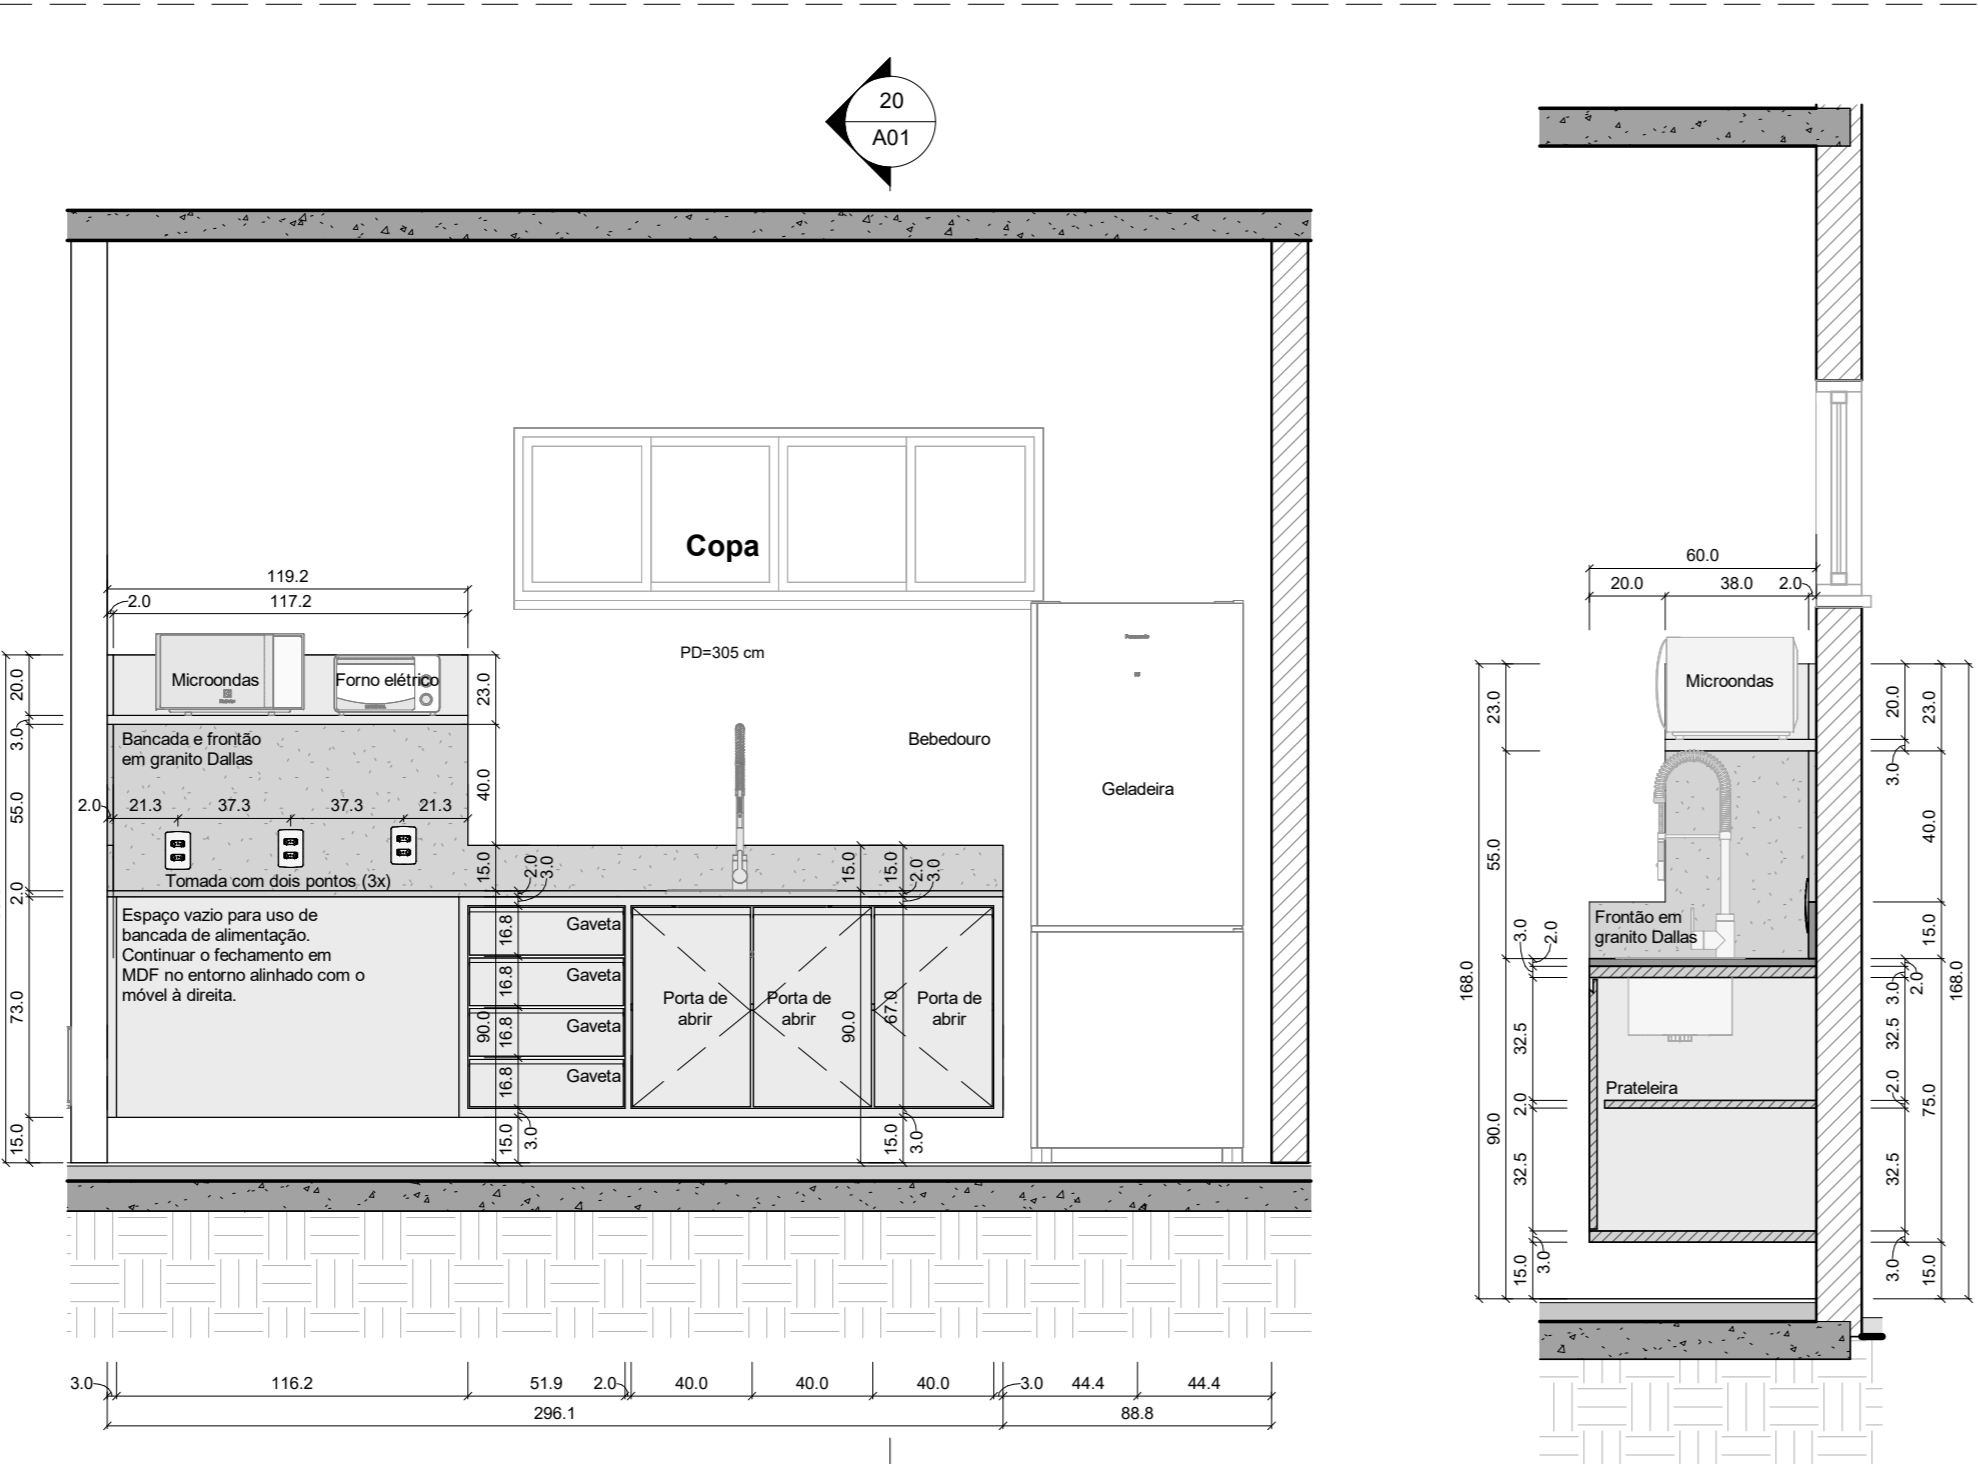 20
A01
Copa
119.2
2.0
117.2
Microondas
Forno elétrico
PD=305 cm
Bebedouro
Geladeira
20.0
3.0
55.0
2.0
73.0
15.0
23.0
40.0
15.0
90.0
15.0
Bancada e frontão
em granito Dallas
2.0
21.3
37.3
37.3
21.3
Tomada com dois pontos (3x)
Espaço vazio para uso de
bancada de alimentação.
Continuar o fechamento em
MDF no entorno alinhado com o
móvel à direita.
2.0
3.0
16.8
16.8
16.8
16.8
3.0
Gaveta
Gaveta
Gaveta
Gaveta
Porta de
abrir
Porta de
abrir
Porta de
abrir
15.0
90.0
15.0
2.0
3.0
67.0
15.0
3.0
3.0
116.2
51.9
2.0
40.0
40.0
40.0
3.0
44.4
44.4
296.1
88.8
60.0
20.0
38.0
2.0
Microondas
Frontão em
granito Dallas
Prateleira
168.0
23.0
55.0
90.0
3.0
2.0
32.5
2.0
32.5
15.0
3.0
20.0
3.0
3.0
2.0
32.5
2.0
32.5
3.0
23.0
40.0
15.0
75.0
15.0
168.0